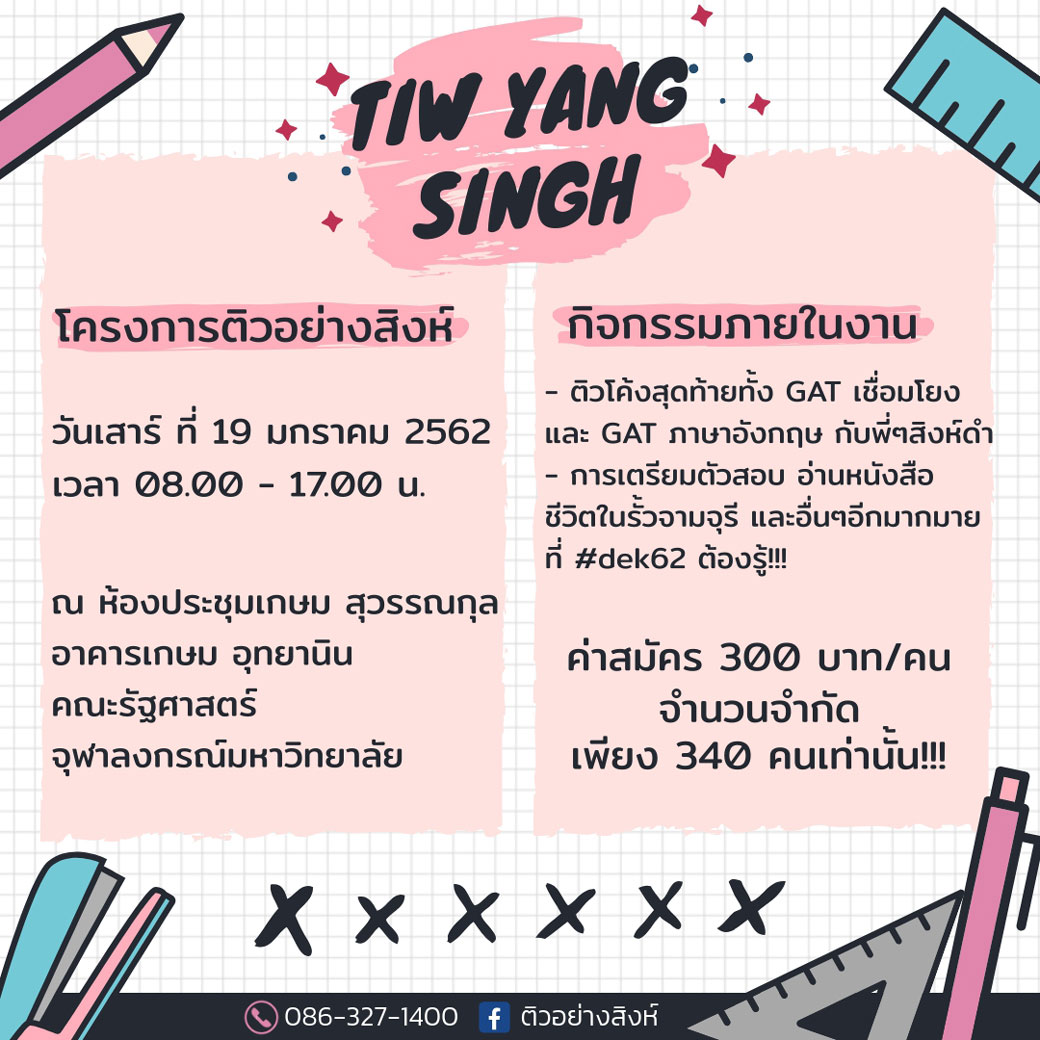 TIW YANG
SINGH
โครงการติวอย่างสิงห์
วันเสาร์ ที่ 19 มกราคม 2562
เวลา 08.00 - 17.00 น.
ณ ห้องประชุมเกษม สุวรรณกุล
อาคารเกษม อุทยานิน
คณะรัฐศาสตร์
จุฬาลงกรณ์มหาวิทยาลัย
กิจกรรมภายในงาน
- ติวโค้งสุดท้ายทั้ง GAT เชื่อมโยง
และ GAT ภาษาอังกฤษ กับพี่ๆสิงห์ดำ
- การเตรียมตัวสอบ อ่านหนังสือ
ชีวิตในรั้วจามจุรี และอื่นๆอีกมากมาย
ที่ #dek62 ต้องรู้!!!
ค่าสมัคร 300 บาท/คน
จำนวนจำกัด
เพียง 340 คนเท่านั้น!!!
X X X X X X
086-327-1400 f ติวอย่างสิงห์